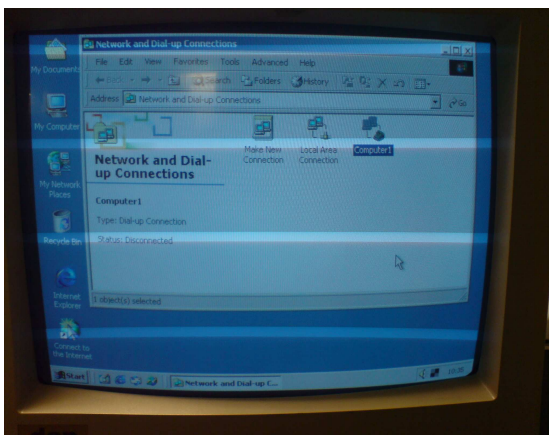 My Documents
My Computer
My Network
Places
Recycle Bin
Internet
Explorer
Connect to
the Internet
Network and Dial-up Connections
File Edit View Favorites Tools Advanced Help
Back Search Folders History
Address Network and Dial-up Connections Go
Network and Dial-
up Connections
Computer1
Type: Dial-up Connection
Status: Disconnected
Make New
Connection
Local Area
Connection
Computer1
1 object(s) selected
Start Network and Dial-up C...